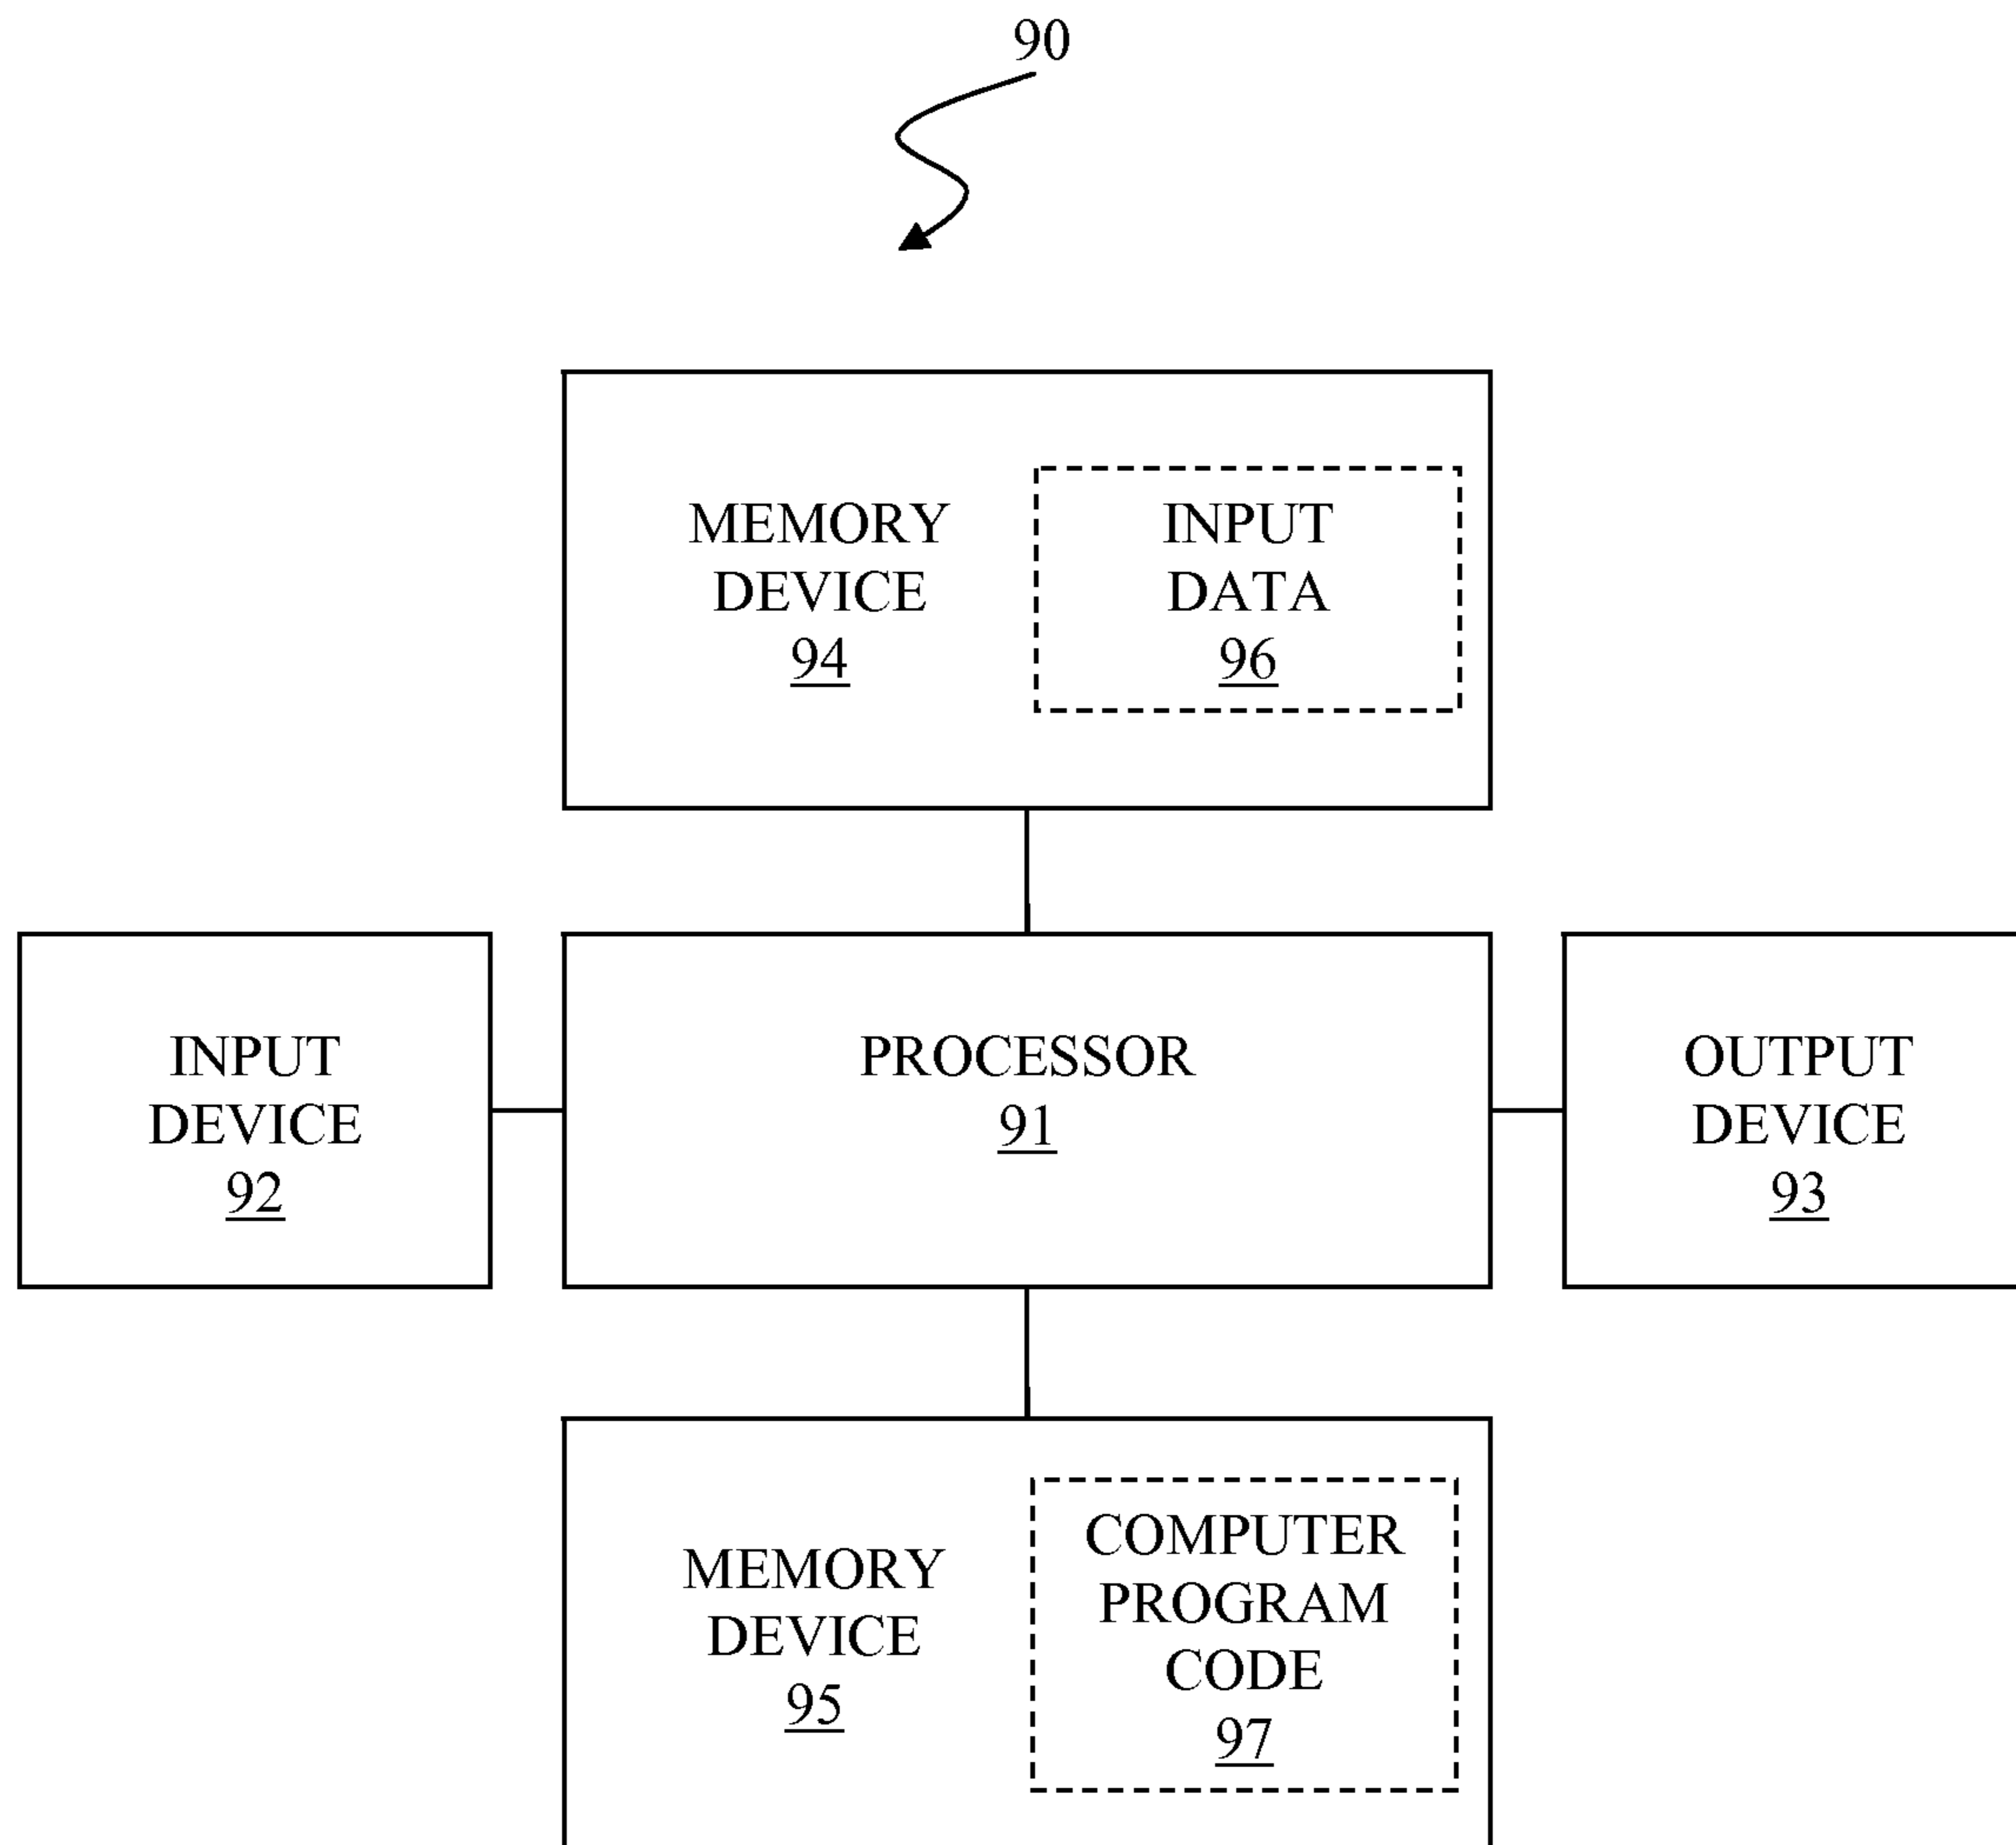 90
MEMORY
DEVICE
94
INPUT
DATA
96
INPUT
DEVICE
92
PROCESSOR
91
OUTPUT
DEVICE
93
MEMORY
DEVICE
95
COMPUTER
PROGRAM
CODE
97